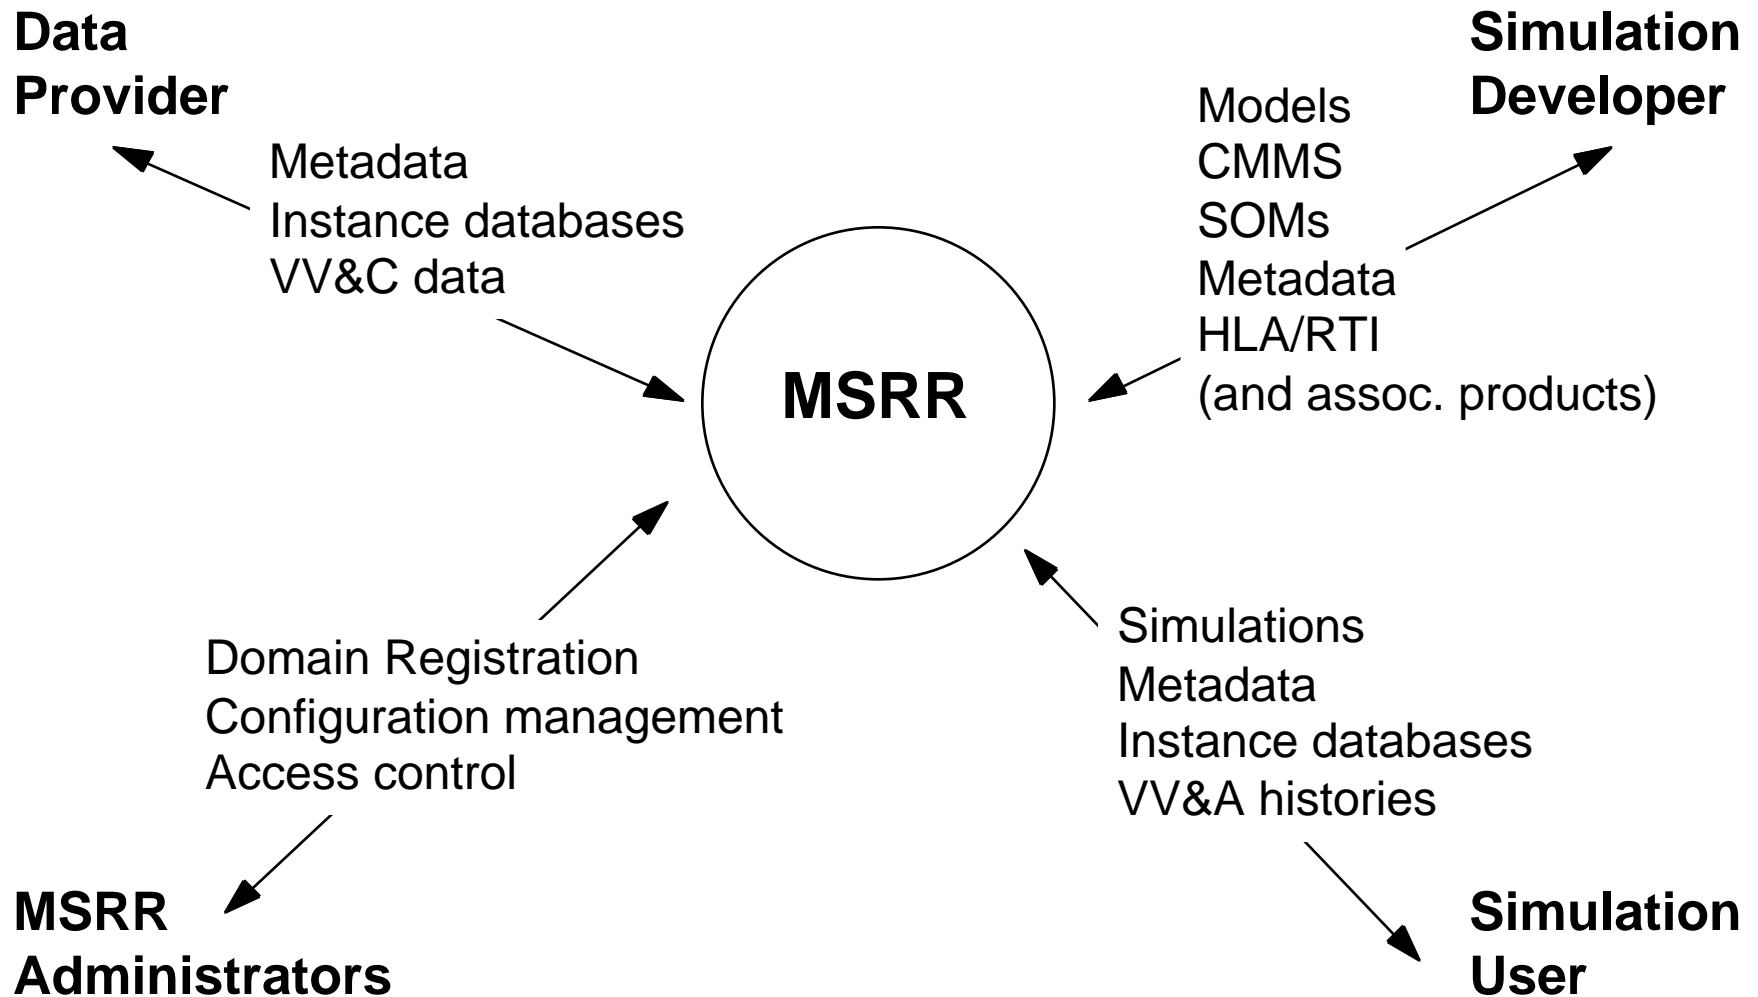 Data
Provider
Metadata
Instance databases
VV&C data
Simulation
Developer
Models
CMMS
SOMs
Metadata
HLA/RTI
(and assoc. products)
MSRR
Domain Registration
Configuration management
Access control
MSRR
Administrators
Simulations
Metadata
Instance databases
VV&A histories
Simulation
User